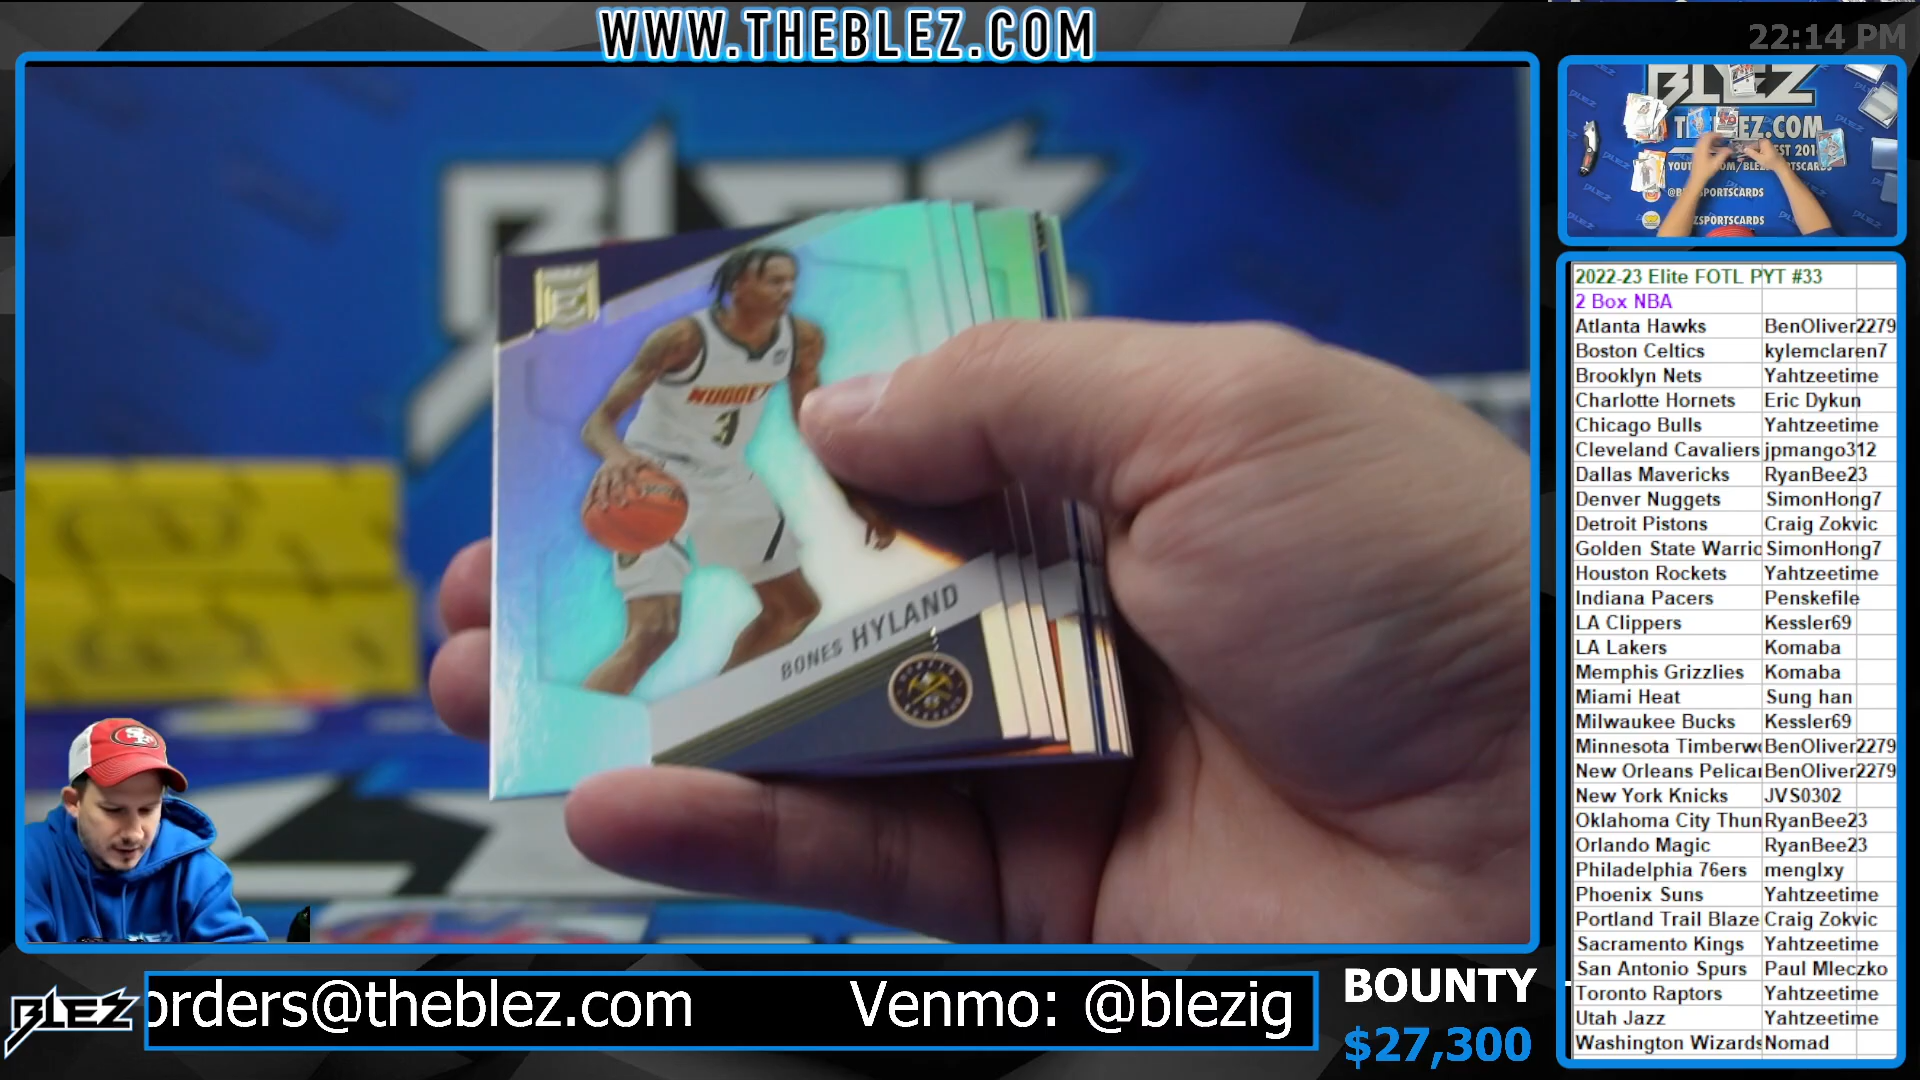 WWW.THEBLEZ.COM
22:14 PM
BLEZ
NUGGET
3
BONES HYLAND
2022-23 Elite FOTL PYT #33
2 Box NBA
Atlanta Hawks BenOliver2279
Boston Celtics kylemclaren7
Brooklyn Nets Yahtzeetime
Charlotte Hornets Eric Dykun
Chicago Bulls Yahtzeetime
Cleveland Cavaliers jpmango312
Dallas Mavericks RyanBee23
Denver Nuggets SimonHong7
Detroit Pistons Craig Zokvic
Golden State Warric SimonHong7
Houston Rockets Yahtzeetime
Indiana Pacers Penskefile
LA Clippers Kessler69
LA Lakers Komaba
Memphis Grizzlies Komaba
Miami Heat Sung han
Milwaukee Bucks Kessler69
Minnesota Timberwo BenOliver2279
New Orleans Pelicar BenOliver2279
New York Knicks JVS0302
Oklahoma City Thun RyanBee23
Orlando Magic RyanBee23
Philadelphia 76ers menglxy
Phoenix Suns Yahtzeetime
Portland Trail Blaze Craig Zokvic
Sacramento Kings Yahtzeetime
San Antonio Spurs Paul Mleczko
Toronto Raptors Yahtzeetime
Utah Jazz Yahtzeetime
Washington Wizards Nomad
BLEZ
orders@theblez.com Venmo: @blezig
BOUNTY
$27,300